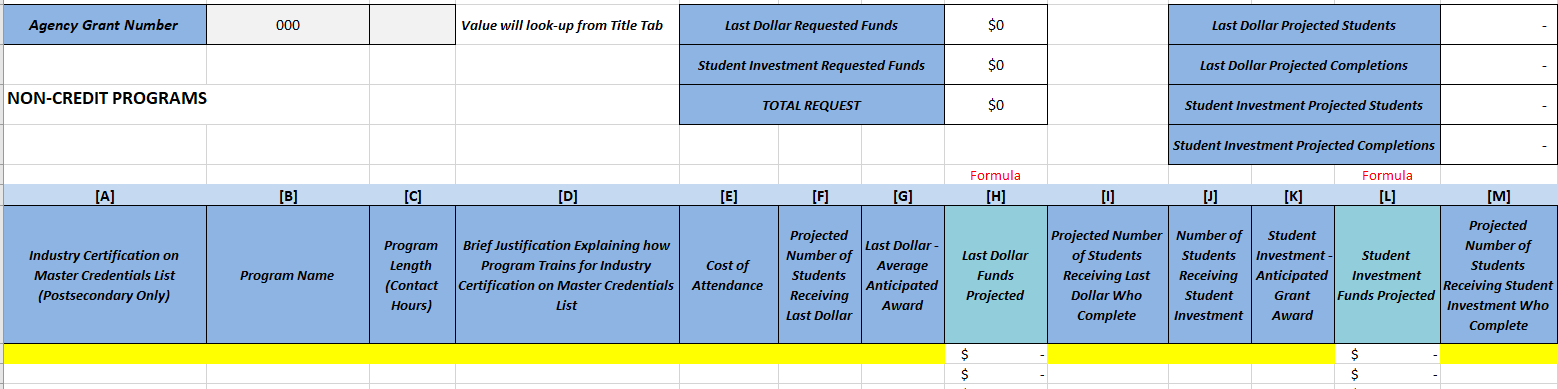 Agency Grant Number 000 Value will look-up from Title Tab Last Dollar Requested Funds $0 Last Dollar Projected Students -
Student Investment Requested Funds $0 Last Dollar Projected Completions -
NON-CREDIT PROGRAMS TOTAL REQUEST $0 Student Investment Projected Students -
Student Investment Projected Completions -
Formula Formula
[A] [B] [C] [D] [E] [F] [G] [H] [I] [J] [K] [L] [M]
Industry Certification on
Master Credentials List
(Postsecondary Only)
Program Name
Program
Length
(Contact
Hours)
Brief Justification Explaining how
Program Trains for Industry
Certification on Master Credentials
List
Cost of
Attendance
Projected
Number of
Students
Receiving
Last Dollar
Last Dollar -
Average
Anticipated
Award
Last Dollar
Funds
Projected
Projected Number
of Students
Receiving Last
Dollar Who
Complete
Number of
Students
Receiving
Student
Investment
Student
Investment -
Anticipated
Grant
Award
Student
Investment
Funds Projected
Projected
Number of
Students
Receiving Student
Investment Who
Complete
$ - $ -
$ - $ -